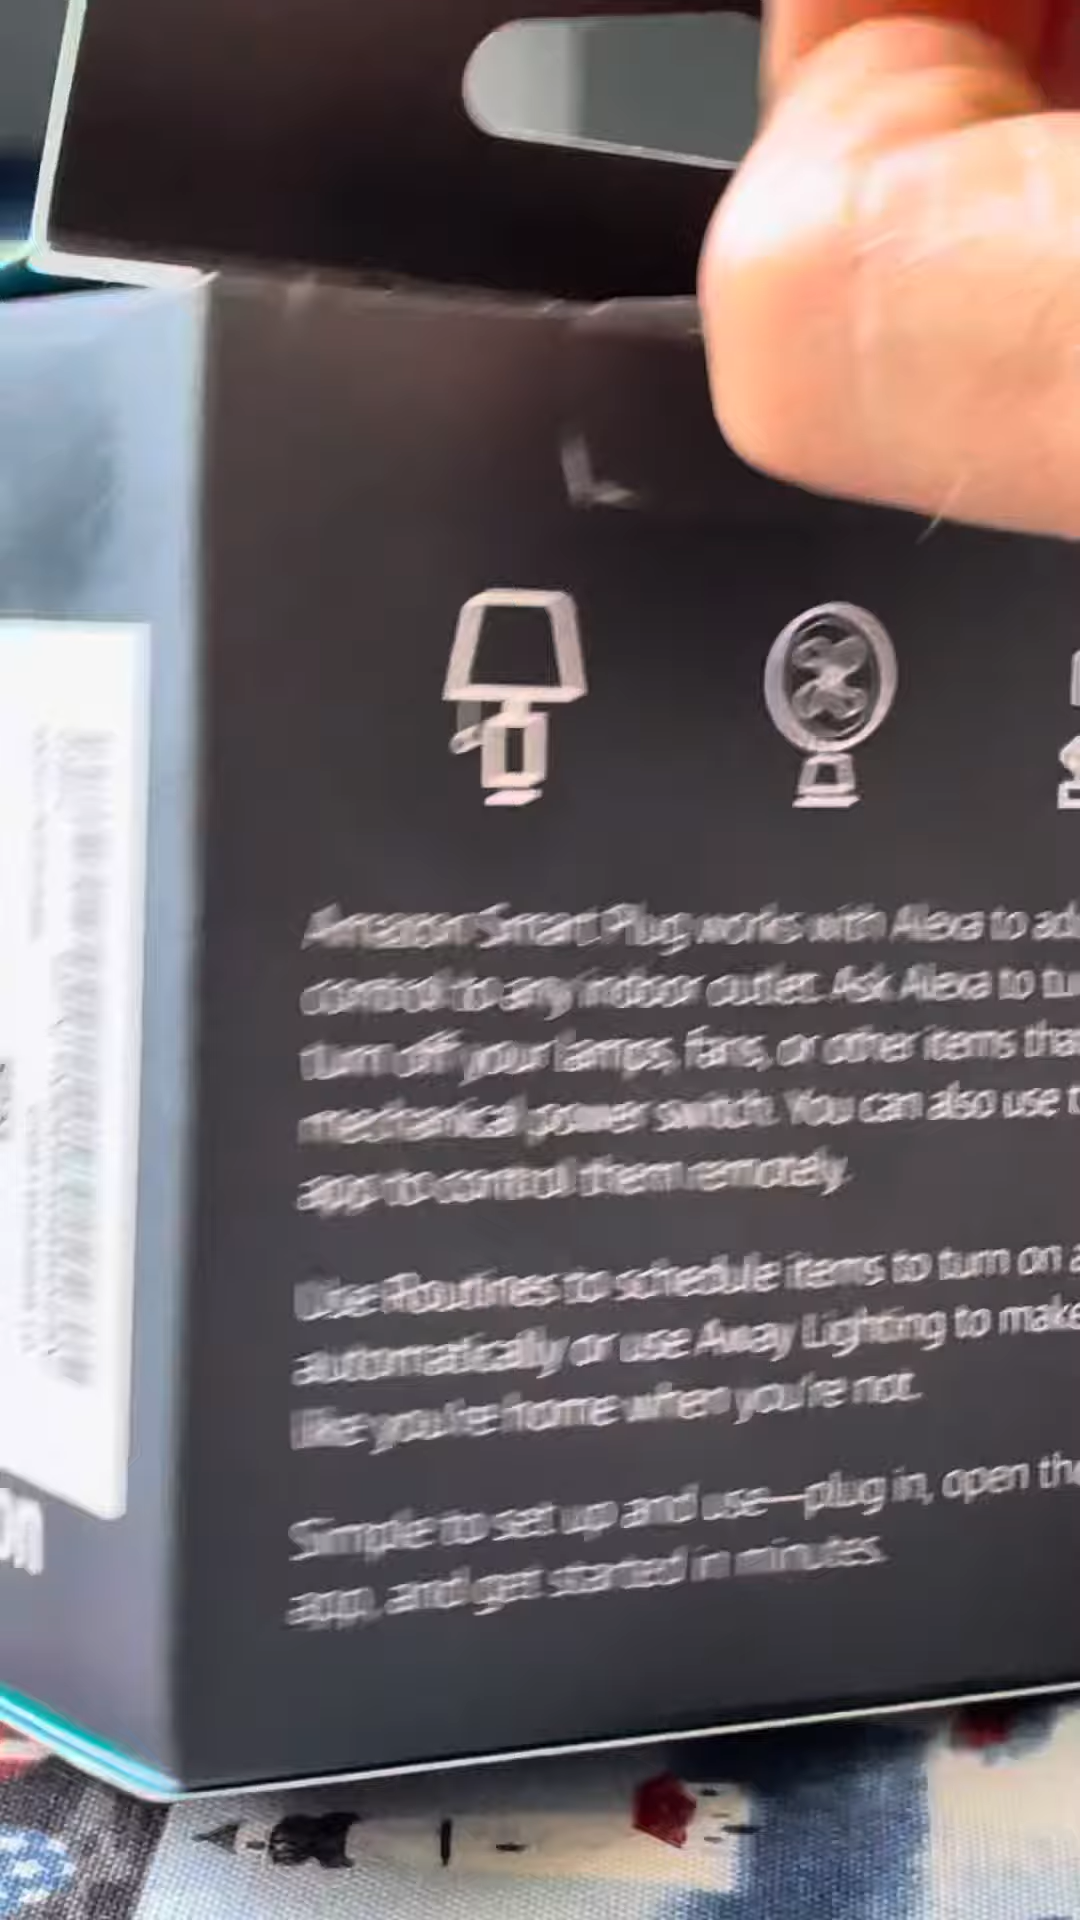 Amazon Smart Plug works with Alexa to ad
control to any indoor outlet. Ask Alexa to tu
turn off your lamps, fans, or other items tha
mechanical power switch. You can also use t
app to control them remotely.
Use Routines to schedule items to turn on a
automatically or use Away Lighting to make
like you're home when you're not.
Simple to set up and use—plug in, open the
app, and get started in minutes.
on